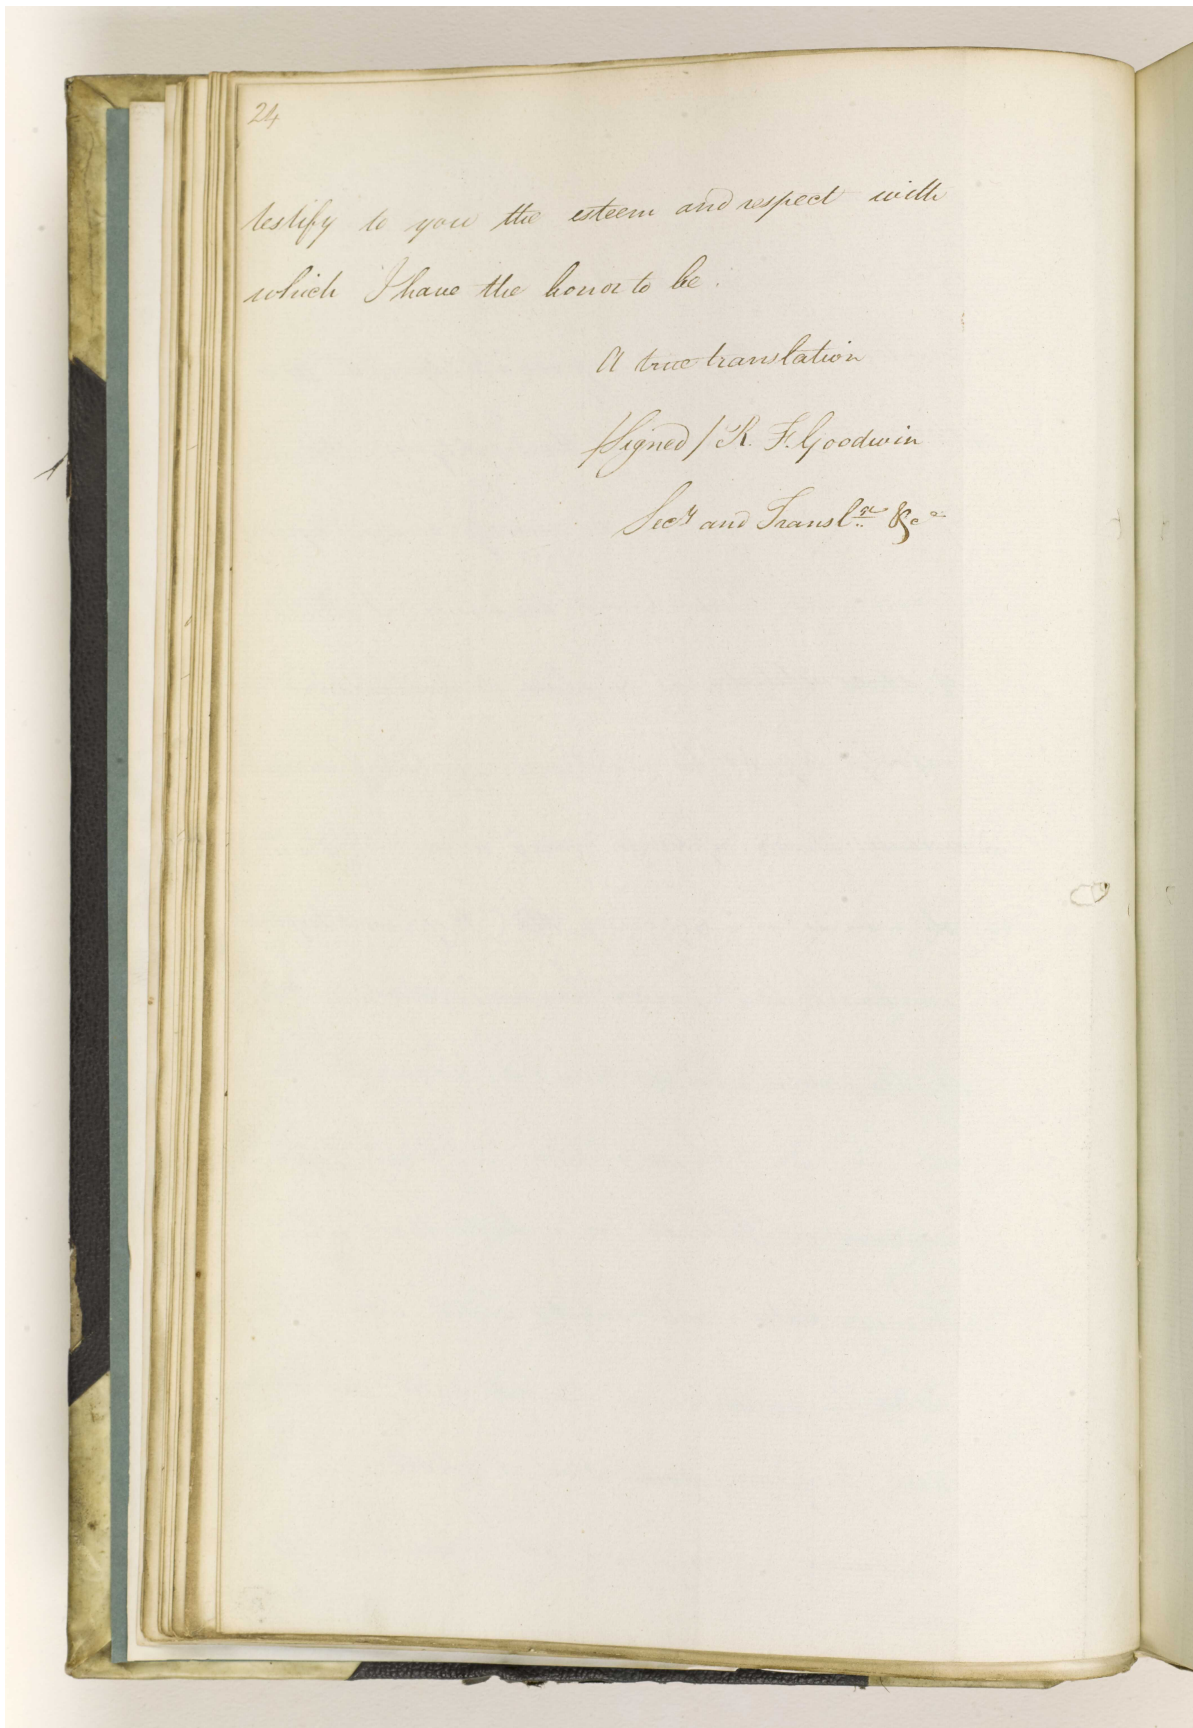 24
testify to you the esteem and respect with
which I have the honor to be.
A true translation
/Signed/ R. F. Goodwin
Secy and Translr &c